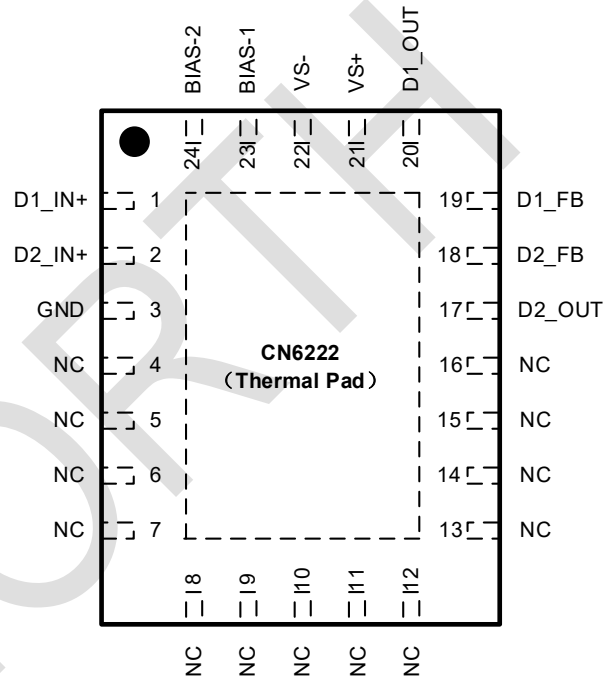 BIAS-2
BIAS-1
VS-
VS+
D1_OUT
24
23
22
21
20
D1_IN+ 1
19 D1_FB
D2_IN+ 2
18 D2_FB
GND 3
17 D2_OUT
NC 4
16 NC
NC 5
15 NC
NC 6
14 NC
NC 7
13 NC
CN6222
（Thermal Pad）
8
9
10
11
12
NC
NC
NC
NC
NC